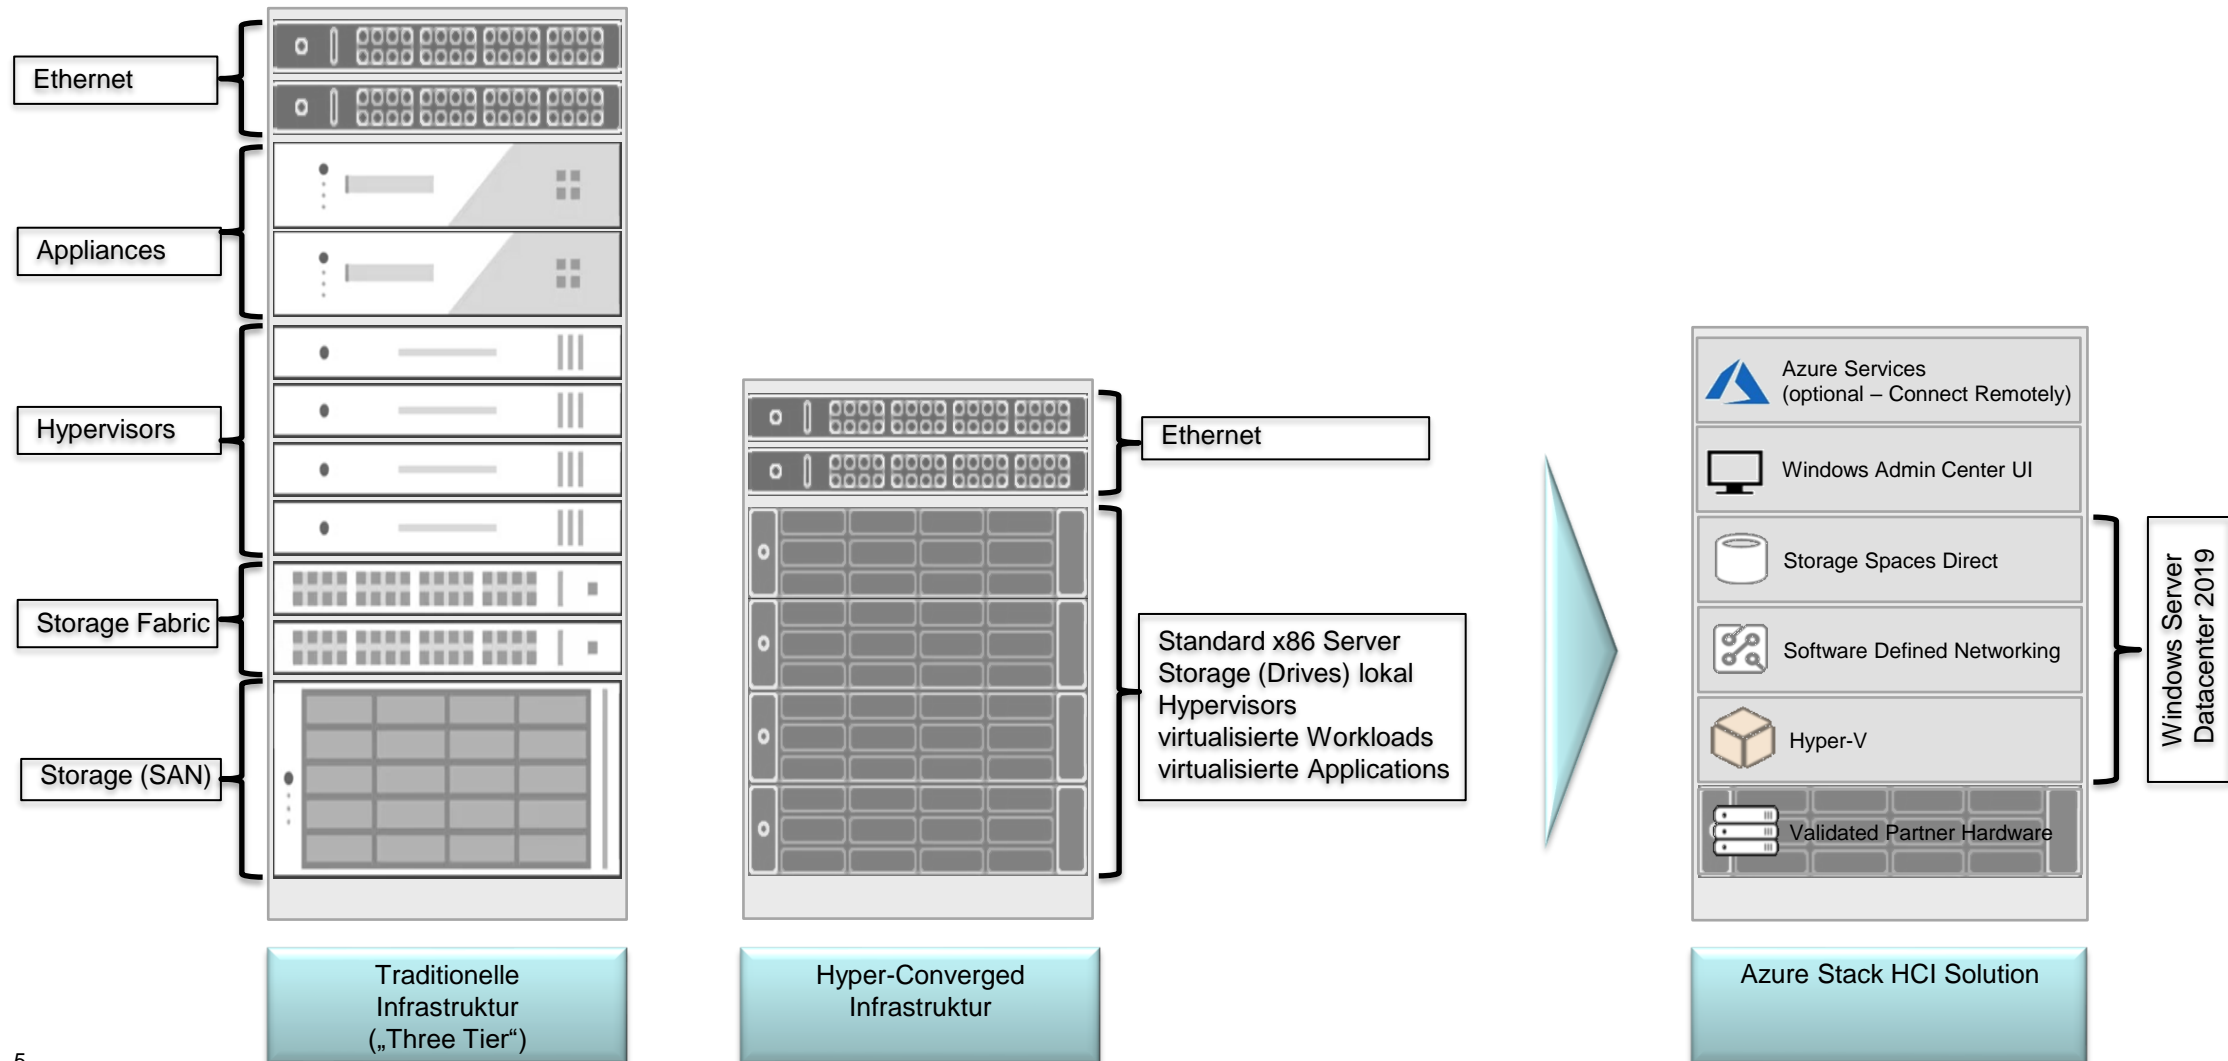 Ethernet
Appliances
Hypervisors
Storage Fabric
Storage (SAN)
Traditionelle
Infrastruktur
(„Three Tier“)
Ethernet
Standard x86 Server
Storage (Drives) lokal
Hypervisors
virtualisierte Workloads
virtualisierte Applications
Hyper-Converged
Infrastruktur
Azure Services
(optional – Connect Remotely)
Windows Admin Center UI
Storage Spaces Direct
Software Defined Networking
Hyper-V
Validated Partner Hardware
Windows Server
Datacenter 2019
Azure Stack HCI Solution
5